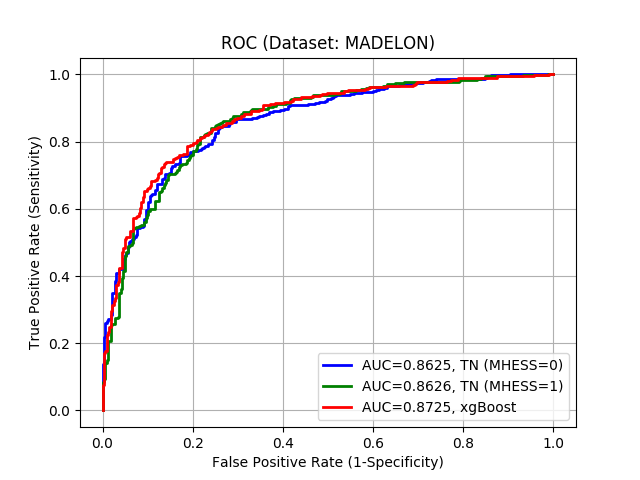 ROC (Dataset: MADELON)
True Positive Rate (Sensitivity)
1.0
0.8
0.6
0.4
0.2
0.0
AUC=0.8625, TN (MHESS=0)
AUC=0.8626, TN (MHESS=1)
AUC=0.8725, xgBoost
0.0 0.2 0.4 0.6 0.8 1.0
False Positive Rate (1-Specificity)